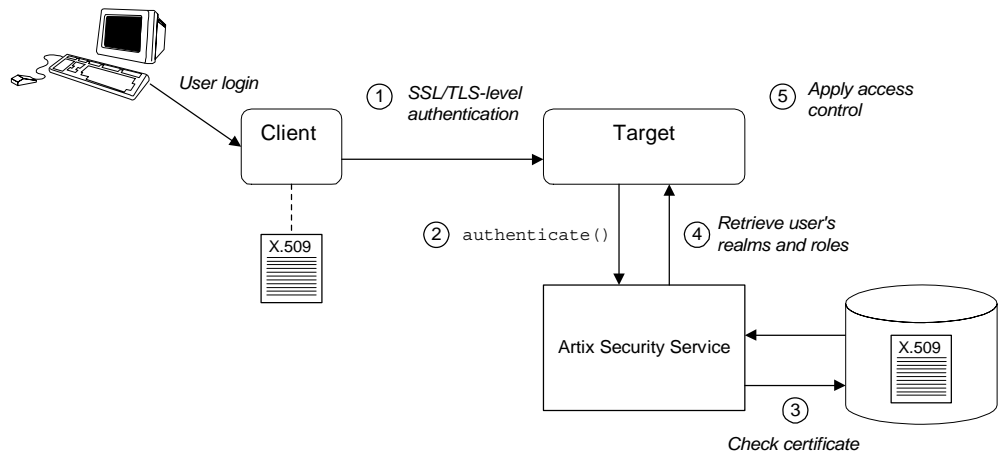 User login
1 SSL/TLS-level
authentication
5 Apply access
control
Client
Target
X.509
2 authenticate()
4 Retrieve user's
realms and roles
Artix Security Service
X.509
3
Check certificate